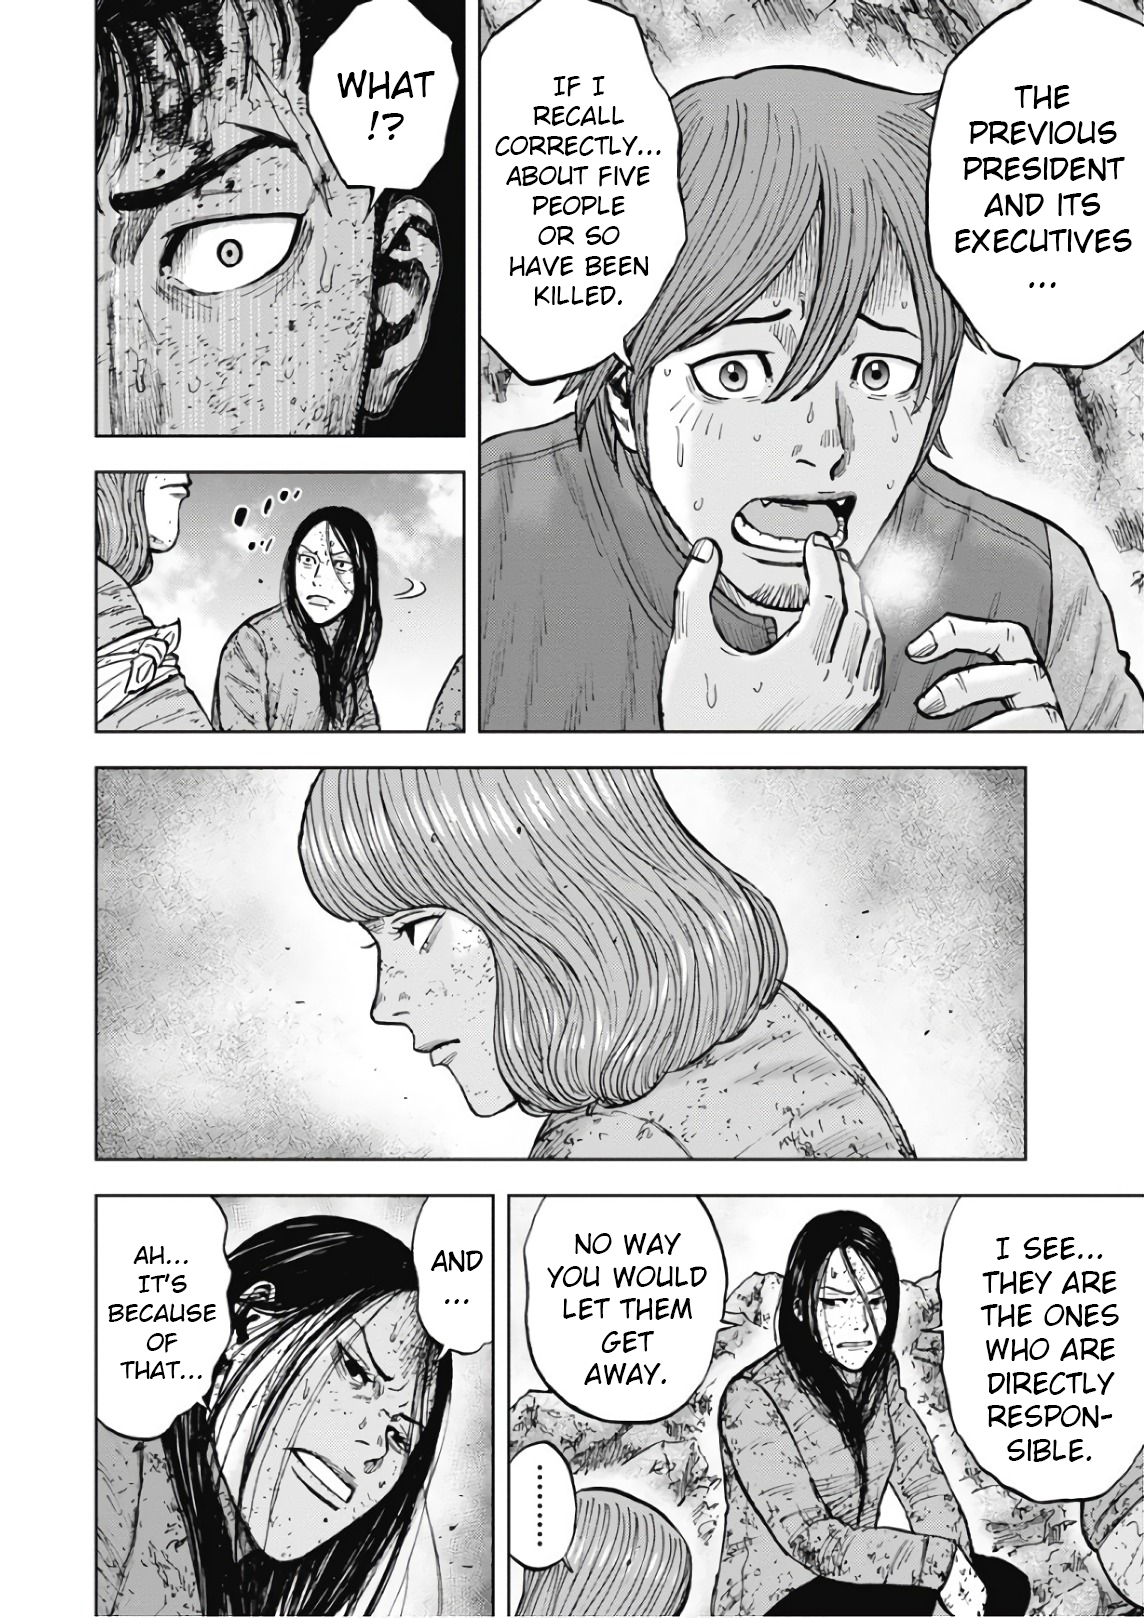 THE
PREVIOUS
PRESIDENT
AND ITS
EXECUTIVES
...
IF I
RECALL
CORRECTLY...
ABOUT FIVE
PEOPLE
OR SO
HAVE BEEN
KILLED.
WHAT
!?
I SEE...
THEY ARE
THE ONES
WHO ARE
DIRECTLY
RESPON-
SIBLE.
NO WAY
YOU WOULD
LET THEM
GET
AWAY.
.........
AND
...
AH...
IT'S
BECAUSE
OF
THAT...